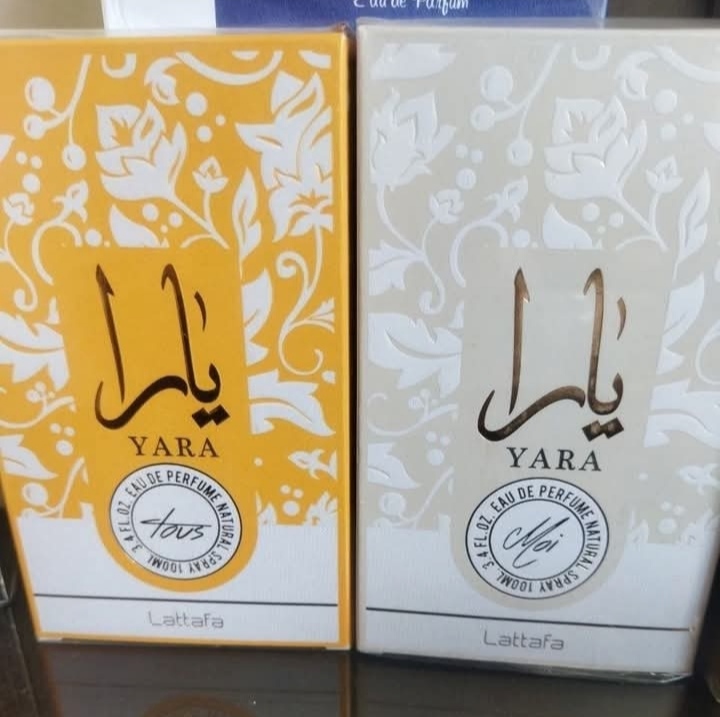 Eau de Parfum
يارا
YARA
3.4 FL.OZ. EAU DE PERFUME NATURAL SPRAY 100ML.
Tous
Lattafa
يارا
YARA
3.4 FL.OZ. EAU DE PERFUME NATURAL SPRAY 100ML.
Moi
Lattafa